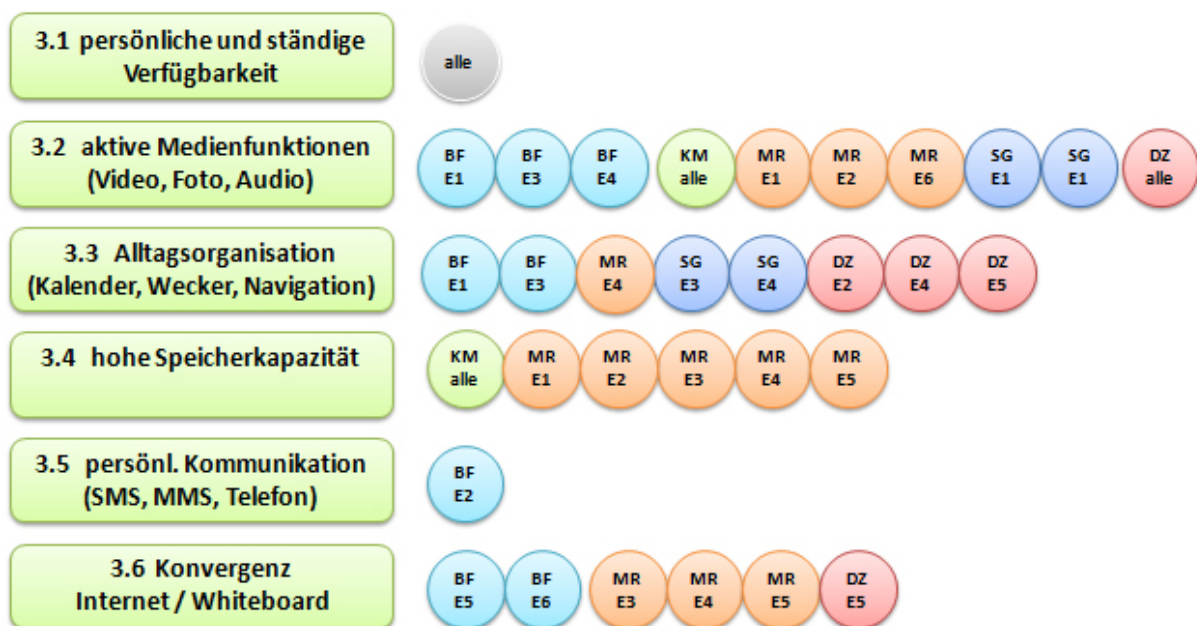 3.1 persönliche und ständige
Verfügbarkeit
alle
3.2 aktive Medienfunktionen
(Video, Foto, Audio)
BF
E1
BF
E3
BF
E4
KM
alle
MR
E1
MR
E2
MR
E6
SG
E1
SG
E1
DZ
alle
3.3 Alltagsorganisation
(Kalender, Wecker, Navigation)
BF
E1
BF
E3
MR
E4
SG
E3
SG
E4
DZ
E2
DZ
E4
DZ
E5
3.4 hohe Speicherkapazität
KM
alle
MR
E1
MR
E2
MR
E3
MR
E4
MR
E5
3.5 persönl. Kommunikation
(SMS, MMS, Telefon)
BF
E2
3.6 Konvergenz
Internet / Whiteboard
BF
E5
BF
E6
MR
E3
MR
E4
MR
E5
DZ
E5